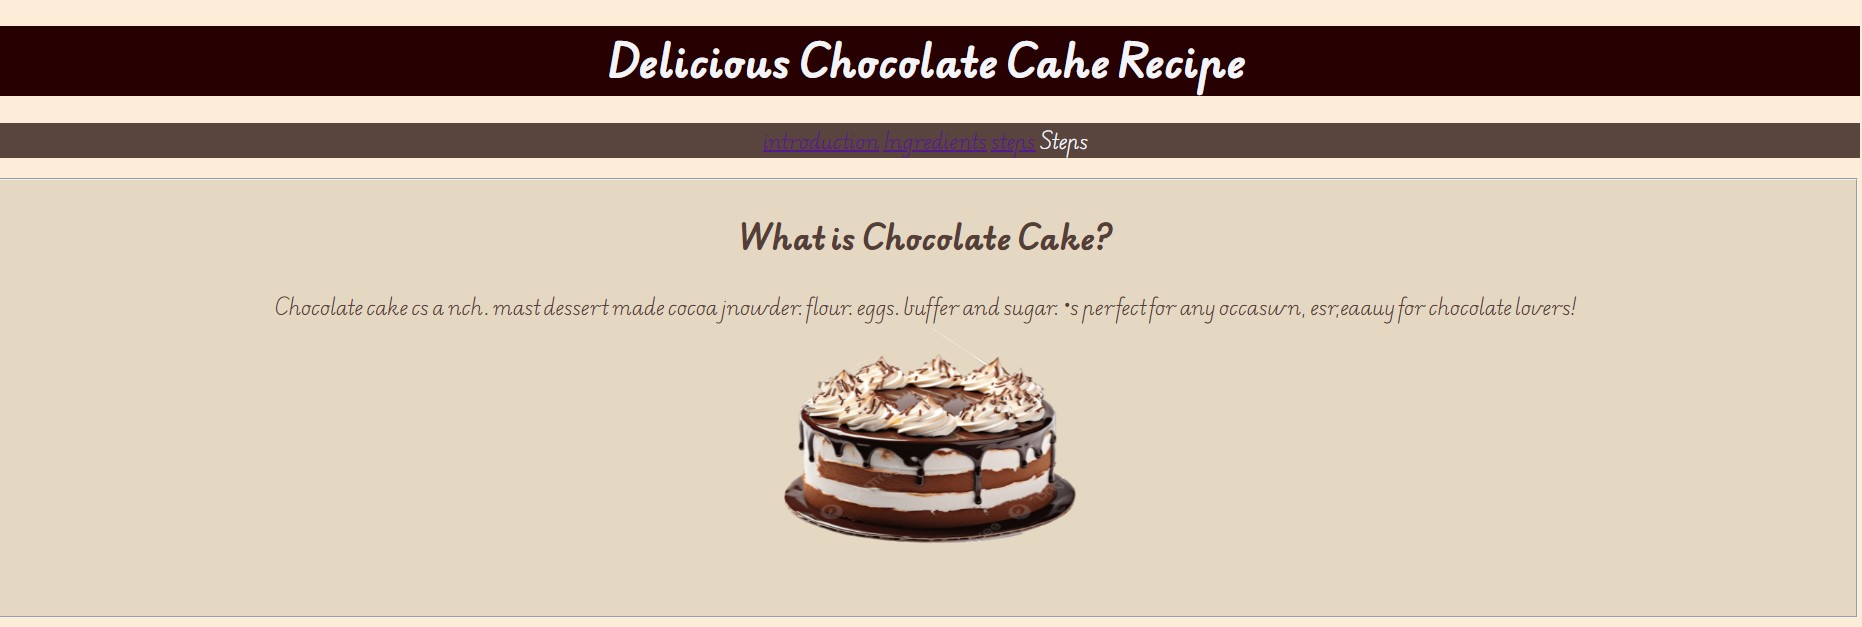 Delicious Chocolate Cake Recipe
introduction Ingredients steps Steps
What is Chocolate Cake?
Chocolate cake cs a nch. mast dessert made cocoa jnowder. flour. eggs. buffer and sugar. •s perfect for any occasuwn, esr;eaauy for chocolate lovers!